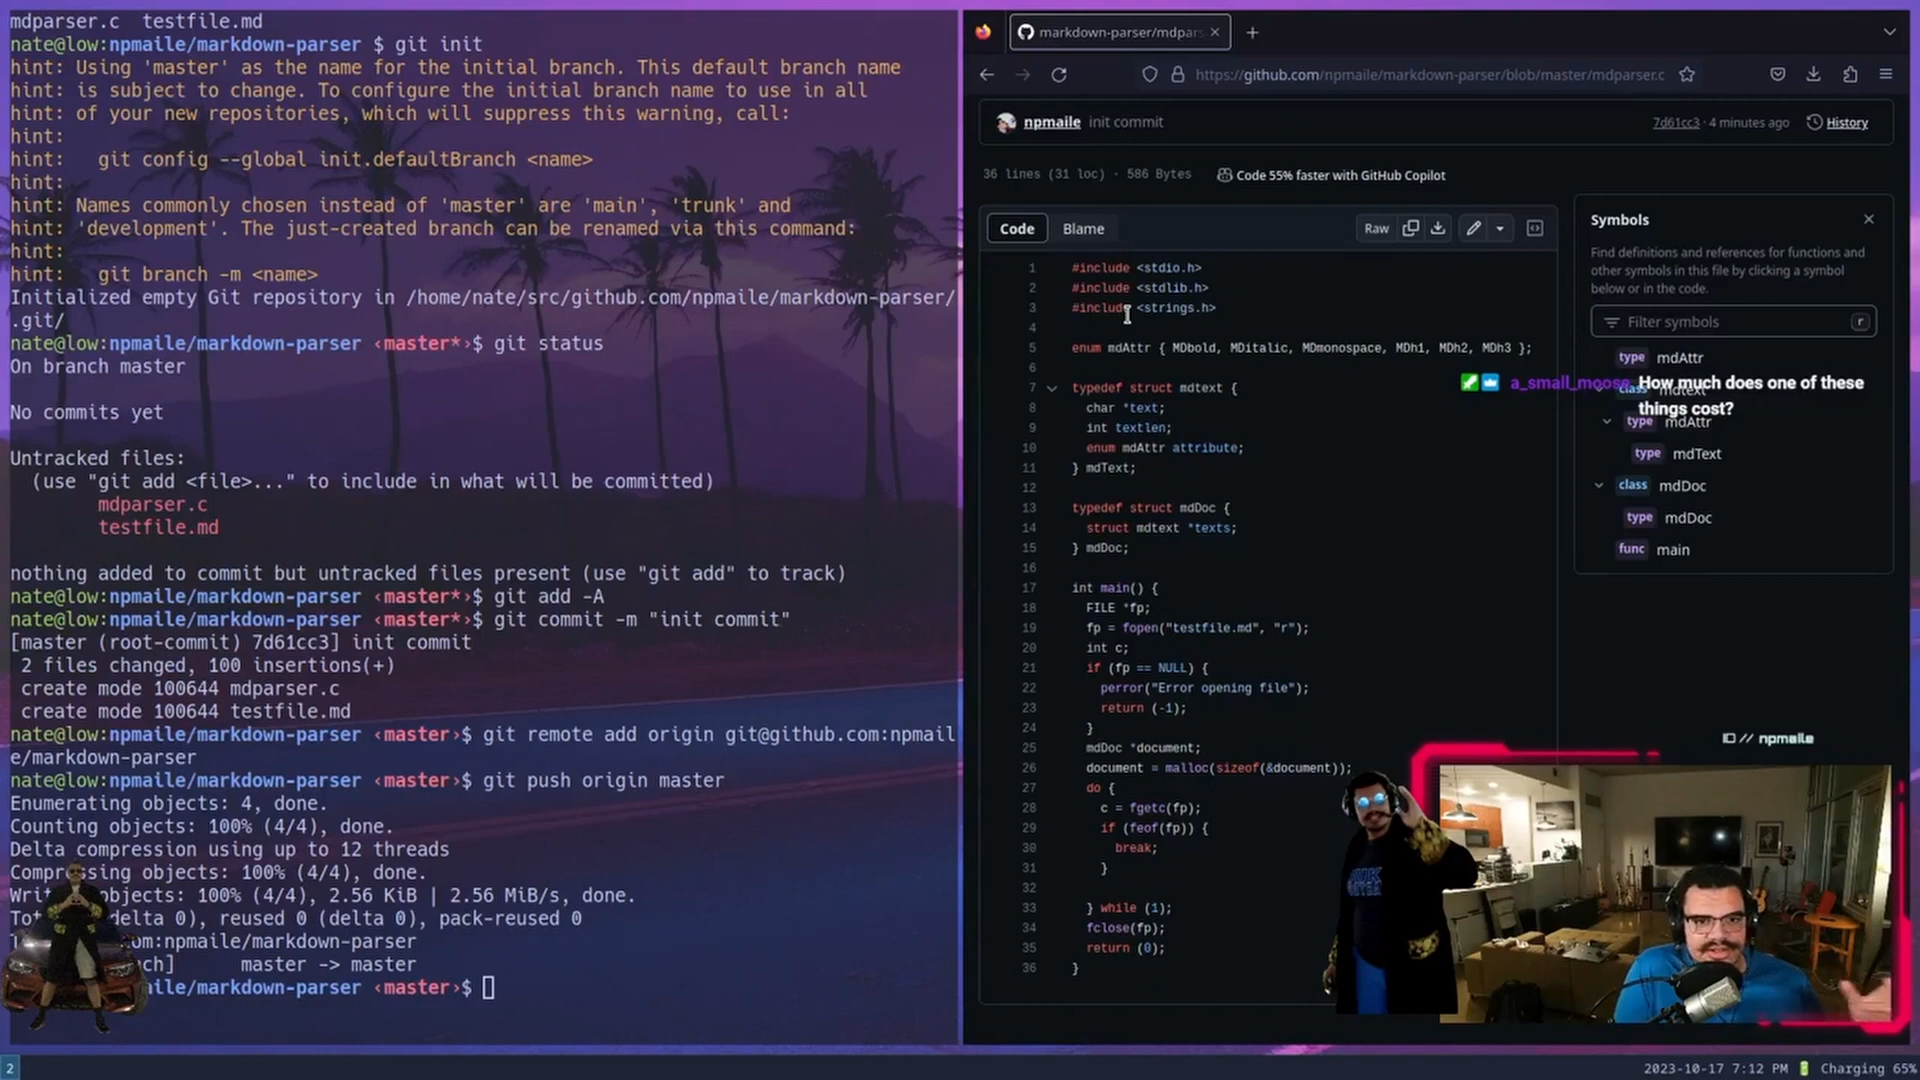 mdparser.c  testfile.md
nate@low:npmaile/markdown-parser $ git init
hint: Using 'master' as the name for the initial branch. This default branch name
hint: is subject to change. To configure the initial branch name to use in all
hint: of your new repositories, which will suppress this warning, call:
hint:
hint:   git config --global init.defaultBranch <name>
hint:
hint: Names commonly chosen instead of 'master' are 'main', 'trunk' and
hint: 'development'. The just-created branch can be renamed via this command:
hint:
hint:   git branch -m <name>
Initialized empty Git repository in /home/nate/src/github.com/npmaile/markdown-parser/
.git/
nate@low:npmaile/markdown-parser ‹master*›$ git status
On branch master
No commits yet
Untracked files:
  (use "git add <file>..." to include in what will be committed)
        mdparser.c
        testfile.md
nothing added to commit but untracked files present (use "git add" to track)
nate@low:npmaile/markdown-parser ‹master*›$ git add -A
nate@low:npmaile/markdown-parser ‹master*›$ git commit -m "init commit"
[master (root-commit) 7d61cc3] init commit
 2 files changed, 100 insertions(+)
 create mode 100644 mdparser.c
 create mode 100644 testfile.md
nate@low:npmaile/markdown-parser ‹master›$ git remote add origin git@github.com:npmail
e/markdown-parser
nate@low:npmaile/markdown-parser ‹master›$ git push origin master
Enumerating objects: 4, done.
Counting objects: 100% (4/4), done.
Delta compression using up to 12 threads
Compressing objects: 100% (4/4), done.
objects: 100% (4/4), 2.56 KiB | 2.56 MiB/s, done.
delta 0), reused 0 (delta 0), pack-reused 0
om:npmaile/markdown-parser
ch]      master -> master
aile/markdown-parser ‹master›$
markdown-parser/mdpars
https://github.com/npmaile/markdown-parser/blob/master/mdparser.c
npmaile init commit
7d61cc3 · 4 minutes ago History
36 lines (31 loc) · 586 Bytes
Code 55% faster with GitHub Copilot
Code Blame
Raw
1 #include <stdio.h>
2 #include <stdlib.h>
3 #include <strings.h>
4
5 enum mdAttr { MDbold, MDitalic, MDmonospace, MDh1, MDh2, MDh3 };
6
7 typedef struct mdtext {
8   char *text;
9   int textlen;
10   enum mdAttr attribute;
11 } mdText;
12
13 typedef struct mdDoc {
14   struct mdtext *texts;
15 } mdDoc;
16
17 int main() {
18   FILE *fp;
19   fp = fopen("testfile.md", "r");
20   int c;
21   if (fp == NULL) {
22     perror("Error opening file");
23     return (-1);
24   }
25   mdDoc *document;
26   document = malloc(sizeof(&document));
27   do {
28     c = fgetc(fp);
29     if (feof(fp)) {
30       break;
31     }
32
33   } while (1);
34   fclose(fp);
35   return (0);
36 }
Symbols
Find definitions and references for functions and
other symbols in this file by clicking a symbol
below or in the code.
Filter symbols r
type mdAttr
class mdtext
type mdAttr
type mdText
class mdDoc
type mdDoc
func main
a_small_moose How much does one of these
things cost?
// npmaile
2
2023-10-17 7:12 PM Charging 65%